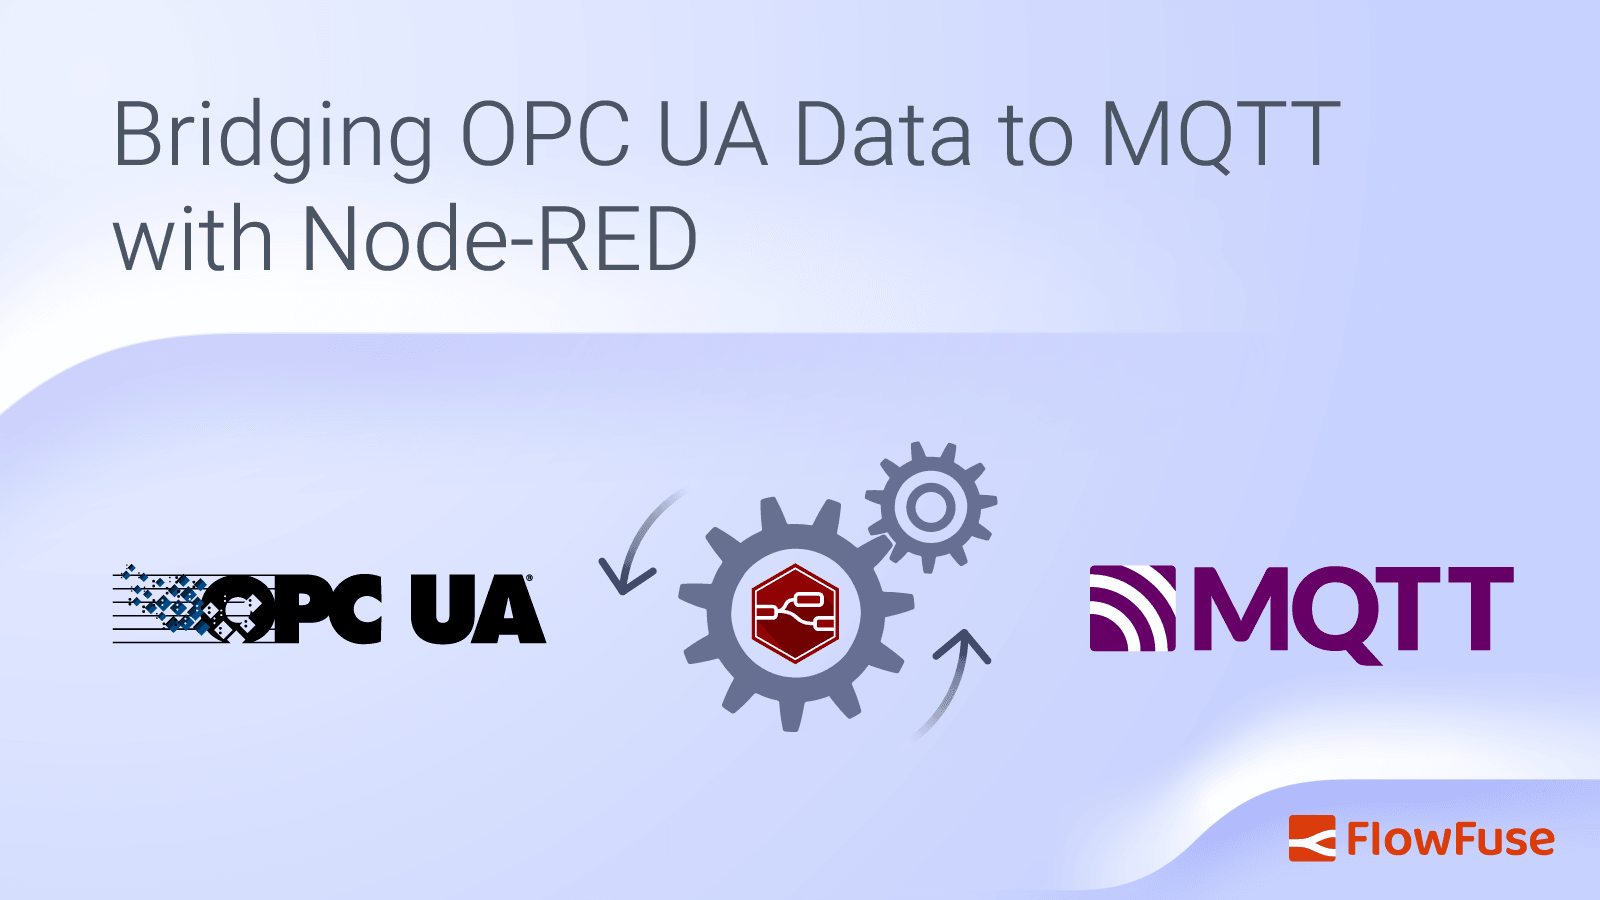 Bridging OPC UA Data to MQTT
with Node-RED
OPC UA®
MQTT
FlowFuse